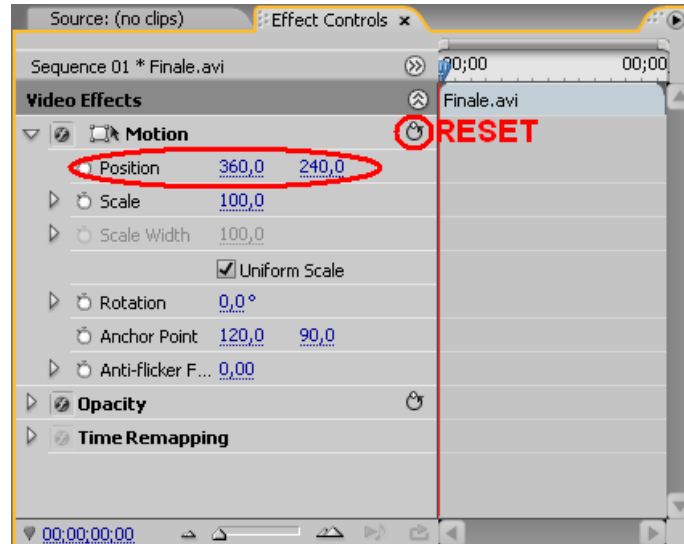 Source: (no clips) Effect Controls ×
Sequence 01 * Finale.avi 00;00 00;00
Video Effects Finale.avi
Motion RESET
Position 360,0 240,0
Scale 100,0
Scale Width 100,0
Uniform Scale
Rotation 0,0°
Anchor Point 120,0 90,0
Anti-flicker F... 0,00
Opacity
Time Remapping
00;00;00;00